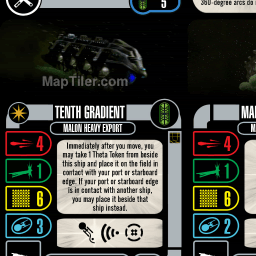 5
360-degree arcs do
MapTiler.com
TENTH GRADIENT
MALON HEAVY EXPORT
MA
MALO
4
1
6
3
Immediately after you move, you
may take 1 Theta Token from beside
this ship and place it on the field in
contact with your port or starboard
edge. If your port or starboard edge
is in contact with another ship,
you may place it beside that
ship instead.
4
1
6
2